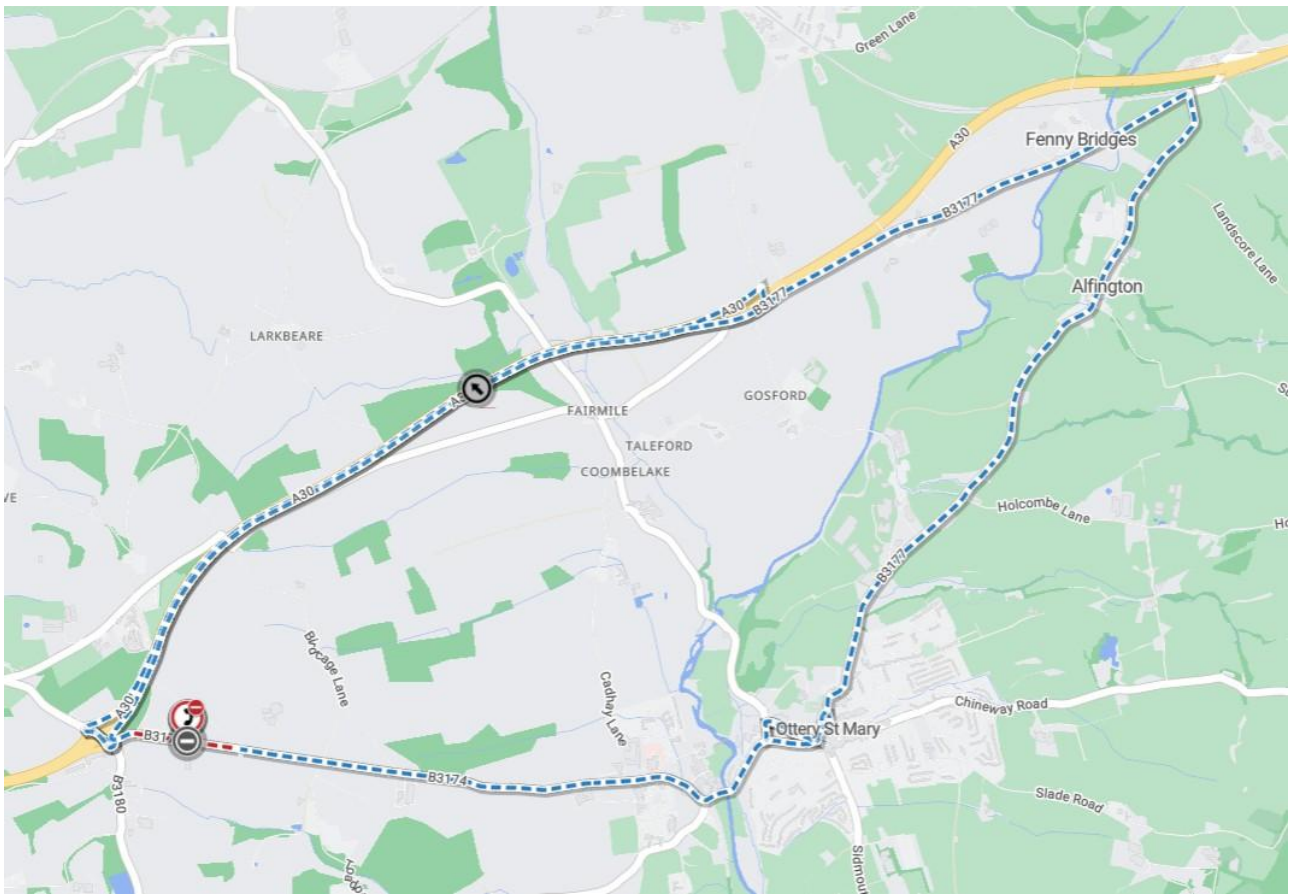 Green Lane
A30
Fenny Bridges
B3177
Landscore Lane
Alfington
A30
B3177
LARKBEARE
GOSFORD
FAIRMILE
TALEFORD
COOMBELAKE
A30
Holcombe Lane
B3177
Cadhay Lane
Chineway Road
A30
Ottery St Mary
B3174
B3180
Slade Road